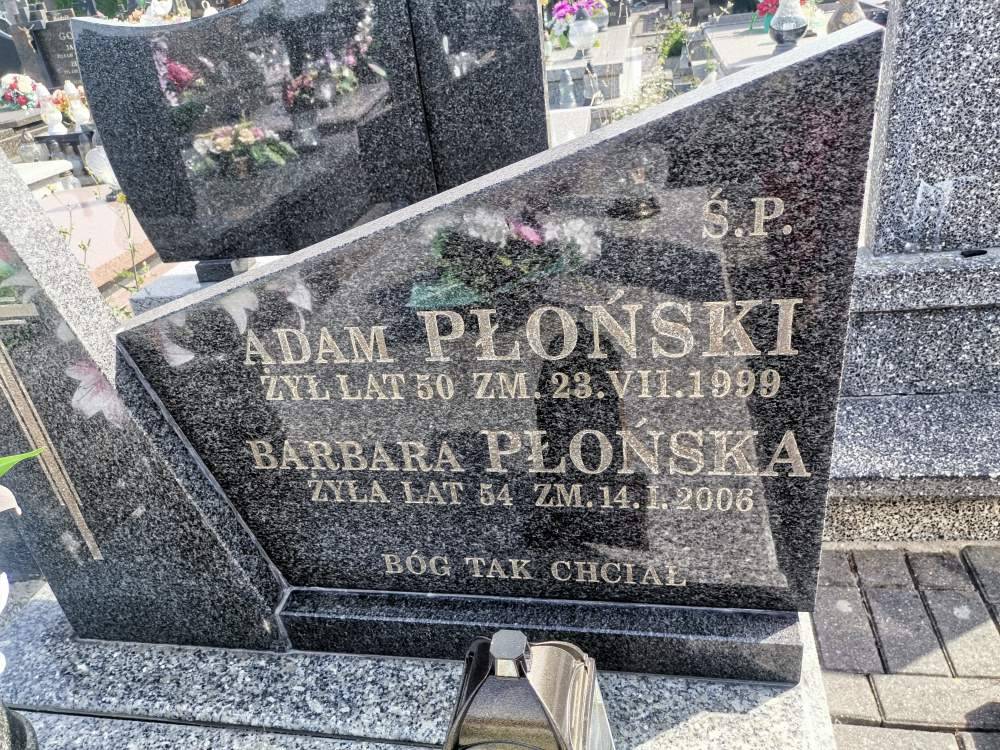 Ś.P.
ADAM PŁOŃSKI
ŻYŁ LAT 50 ZM. 23.VII.1999
BARBARA PŁOŃSKA
ŻYŁA LAT 54 ZM.14.I.2006
BÓG TAK CHCIAŁ